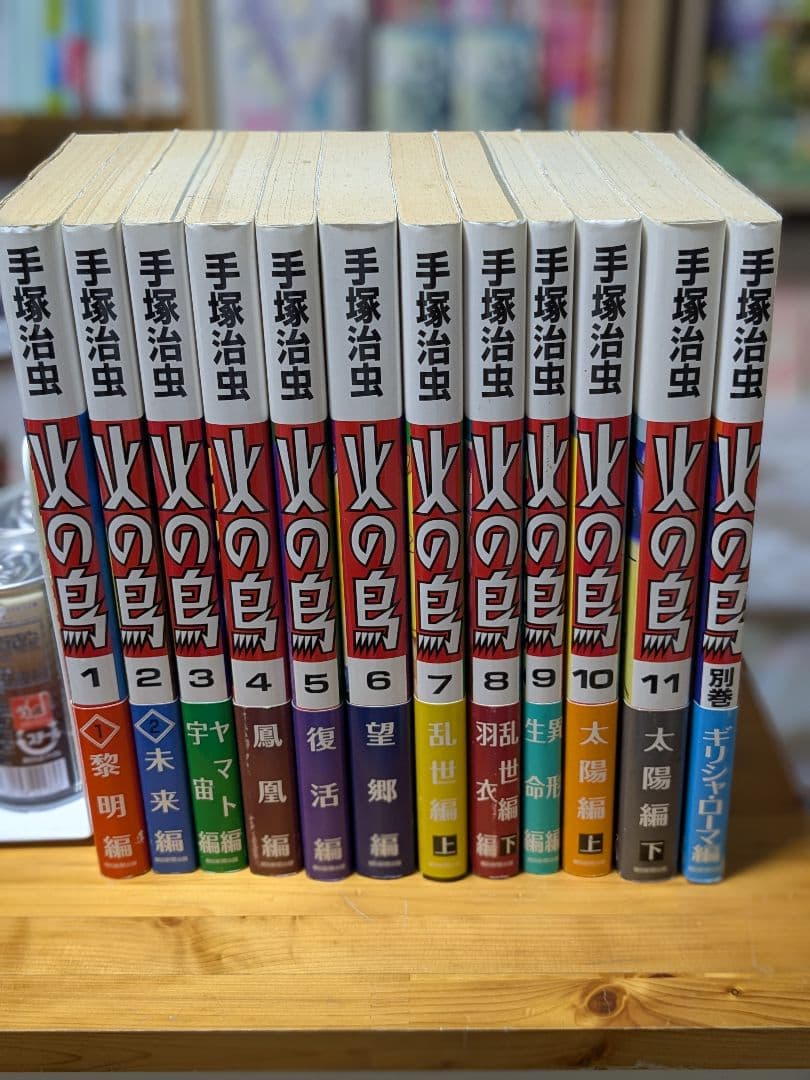 手塚治虫
火の鳥
1
1
黎明編
手塚治虫
火の鳥
2
2
未来編
手塚治虫
火の鳥
3
ヤマト編
宇宙編
手塚治虫
火の鳥
4
鳳凰編
手塚治虫
火の鳥
5
復活編
手塚治虫
火の鳥
6
望郷編
手塚治虫
火の鳥
7
乱世編
上
手塚治虫
火の鳥
8
乱世編 下
羽衣編
手塚治虫
火の鳥
9
異形編
生命編
手塚治虫
火の鳥
10
太陽編
上
手塚治虫
火の鳥
11
太陽編
下
手塚治虫
火の鳥
別巻
ギリシャ・ローマ編